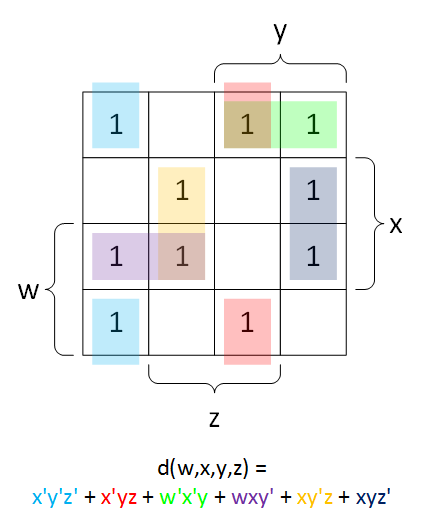 y
1 1 1
1 1
x
1 1 1
w
1 1
z
d(w,x,y,z) =
x'y'z' + x'yz + w'x'y + wxy' + xy'z + xyz'